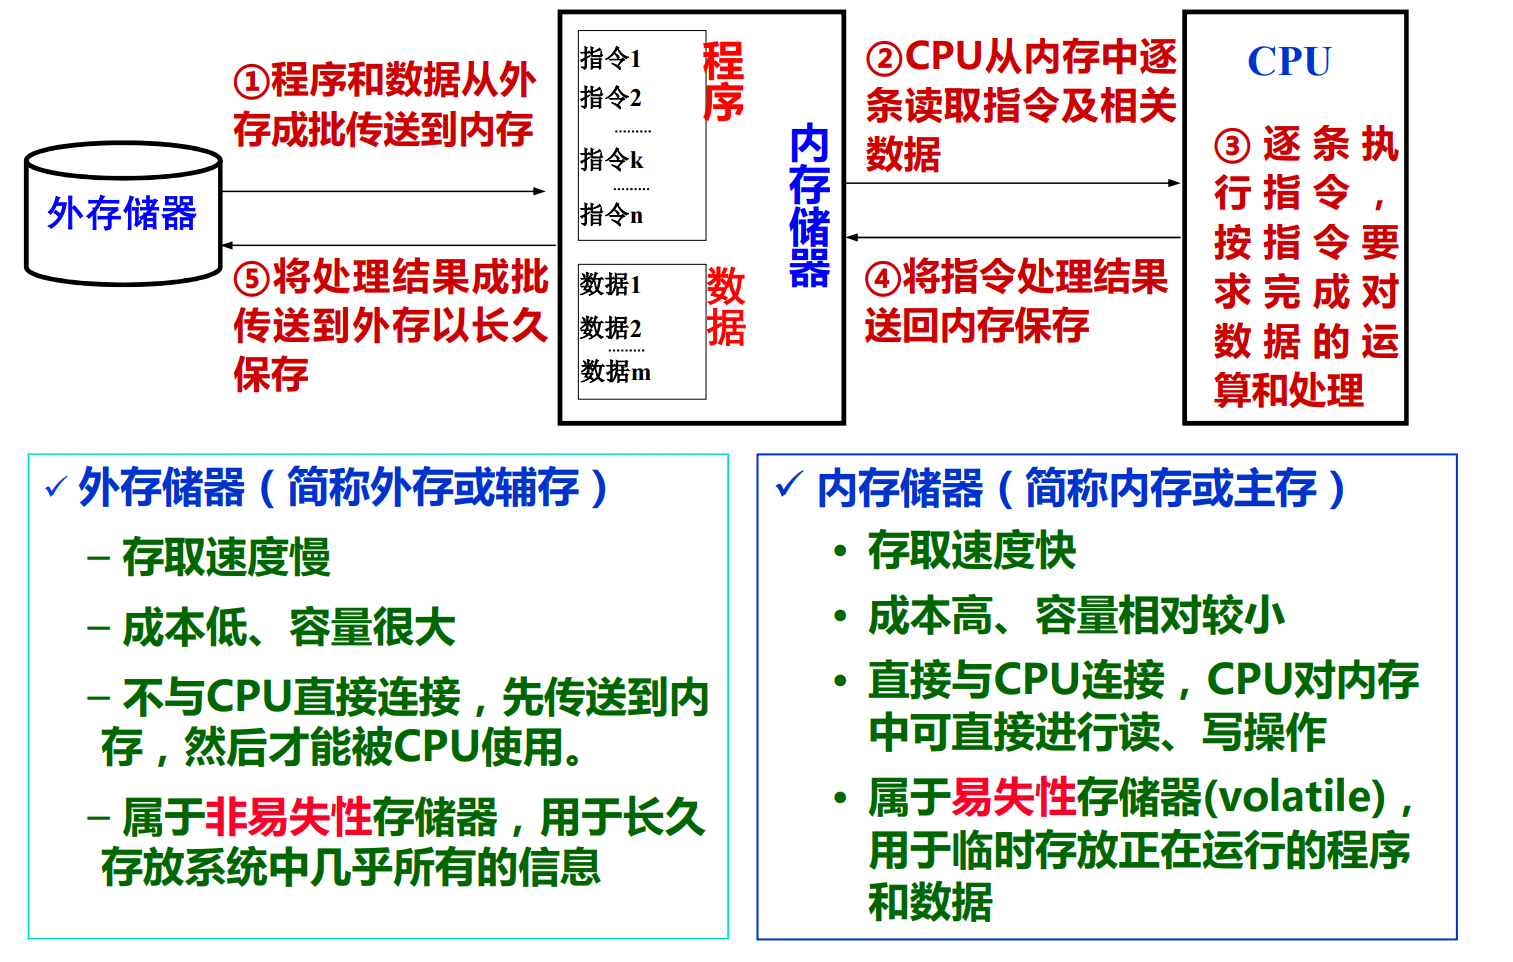 外存储器
①程序和数据从外
存成批传送到内存
⑤将处理结果成批
传送到外存以长久
保存
指令1
指令2
………
指令k
………
指令n
程序
数据1
数据2
………
数据m
数据
内存储器
②CPU从内存中逐
条读取指令及相关
数据
④将指令处理结果
送回内存保存
CPU
③逐条执
行指令，
按指令要
求完成对
数据的运
算和处理
✓ 外存储器（简称外存或辅存）
– 存取速度慢
– 成本低、容量很大
– 不与CPU直接连接，先传送到内
存，然后才能被CPU使用。
– 属于非易失性存储器，用于长久
存放系统中几乎所有的信息
✓ 内存储器（简称内存或主存）
• 存取速度快
• 成本高、容量相对较小
• 直接与CPU连接，CPU对内存
中可直接进行读、写操作
• 属于易失性存储器(volatile)，
用于临时存放正在运行的程序
和数据